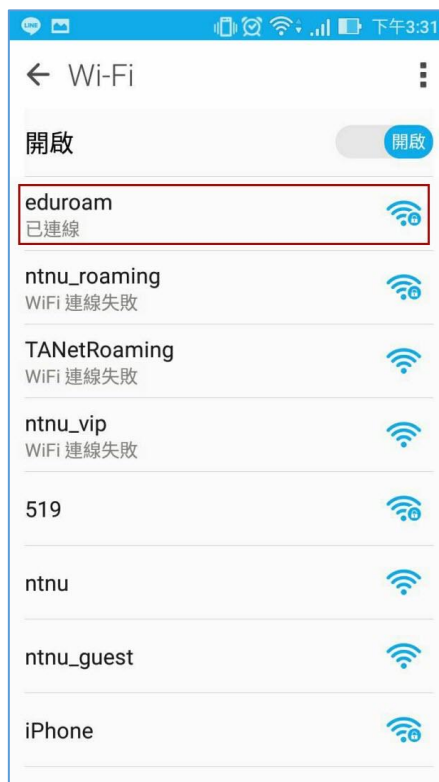 LINE
下午3:31
Wi-Fi
開啟
開啟
eduroam
已連線
ntnu_roaming
WiFi 連線失敗
TANetRoaming
WiFi 連線失敗
ntnu_vip
WiFi 連線失敗
519
ntnu
ntnu_guest
iPhone